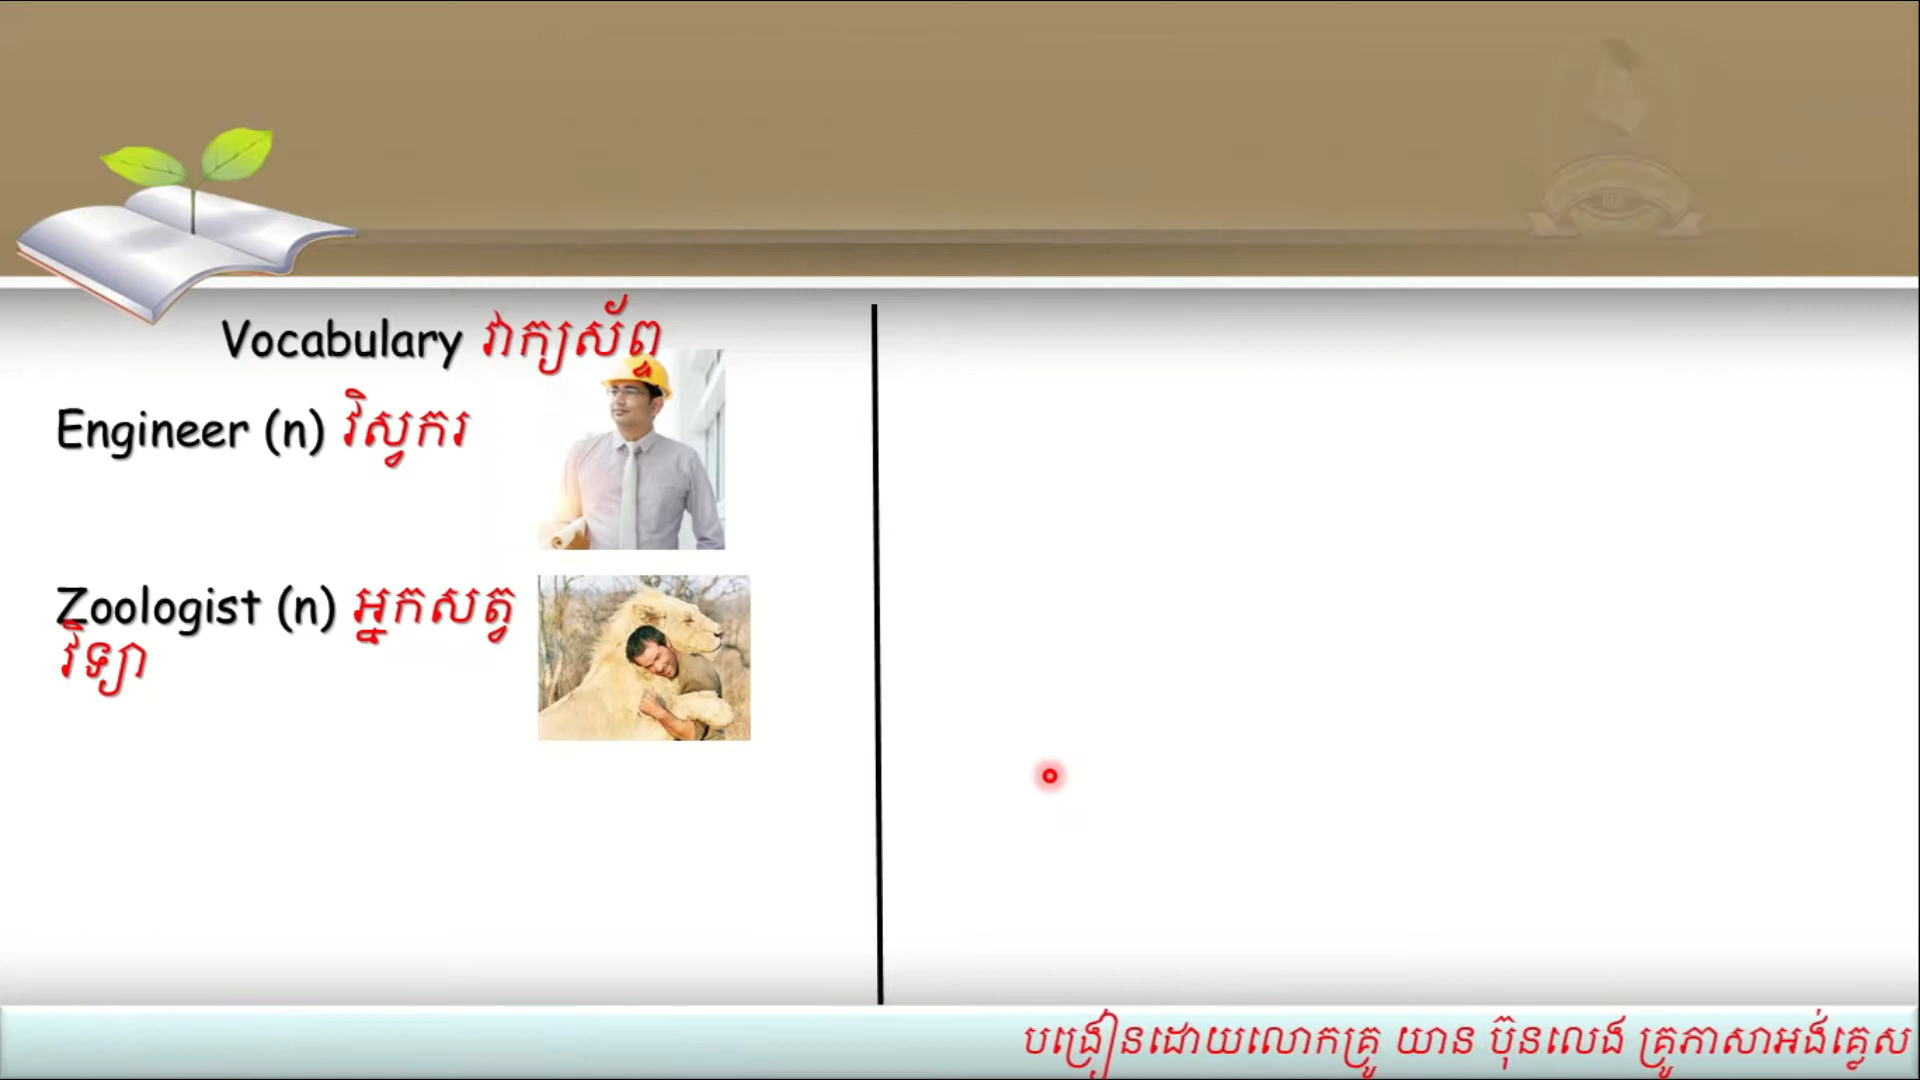 Vocabulary វាក្យស័ព្ទ
Engineer (n) វិស្វករ
Zoologist (n) អ្នកសត្វ
វិទ្យា
បង្រៀនដោយលោកគ្រូ យាន ប៊ុនលេង គ្រូភាសាអង់គ្លេស